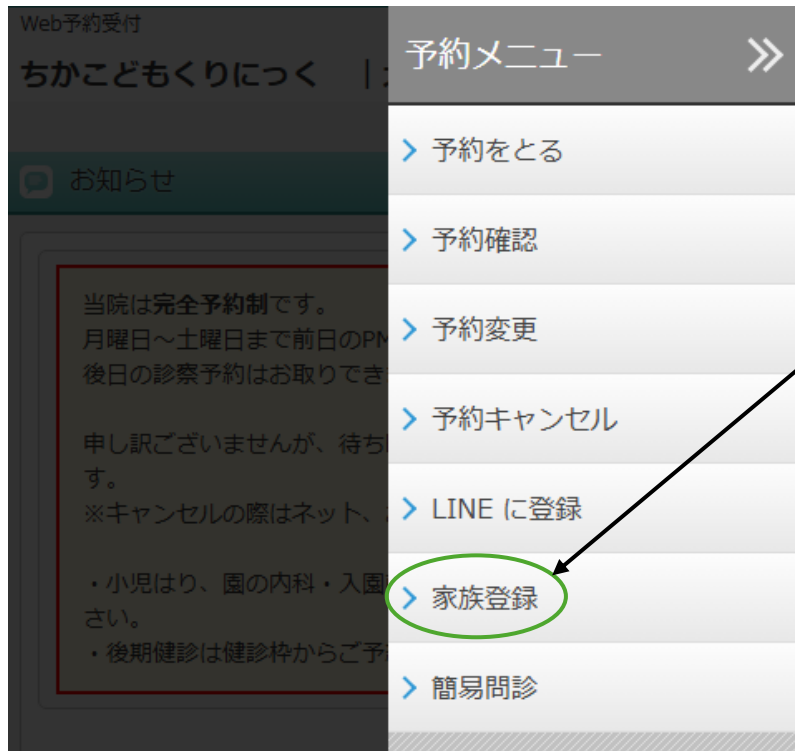 Web予約受付
ちかこどもくりにっく ｜
お知らせ
当院は完全予約制です。
月曜日～土曜日まで前日のPM
後日の診察予約はお取りでき
申し訳ございませんが、待ち
す。
※キャンセルの際はネット、
・小児はり、園の内科・入園
さい。
・後期健診は健診枠からご予
予約メニュー
予約をとる
予約確認
予約変更
予約キャンセル
LINE に登録
家族登録
簡易問診